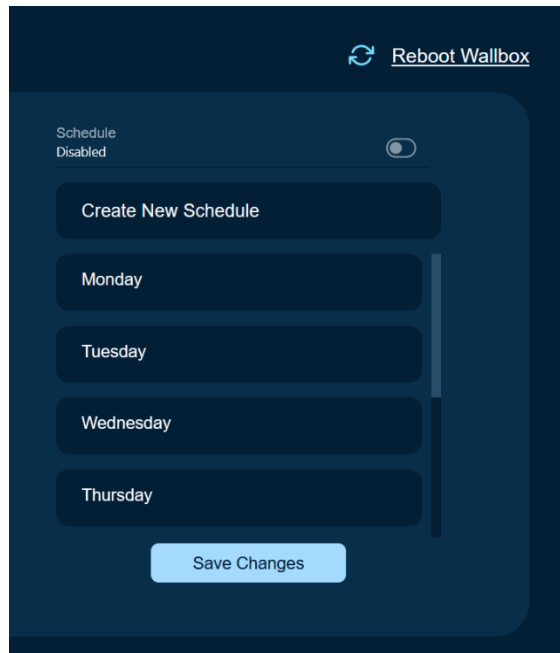 Reboot Wallbox
Schedule
Disabled
Create New Schedule
Monday
Tuesday
Wednesday
Thursday
Save Changes